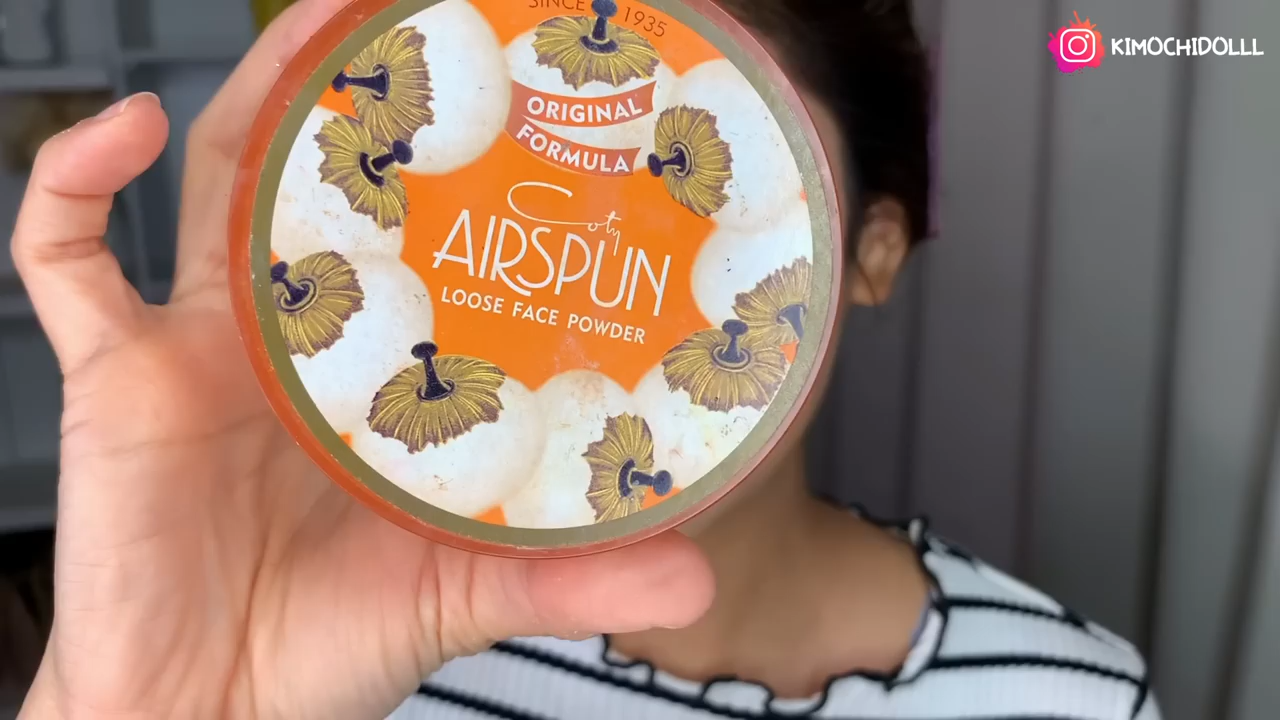 SINCE 1935
KIMOCHIDOLLL
ORIGINAL
FORMULA
Coty
AIRSPUN
LOOSE FACE POWDER